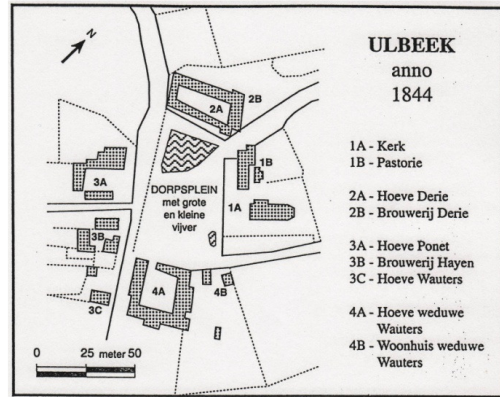 N
2A
2B
1B
3A
DORPSPLEIN
met grote
en kleine
vijver
1A
3B
4A
4B
3C
0 25 meter 50
ULBEEK
anno
1844
1A - Kerk
1B - Pastorie
2A - Hoeve Derie
2B - Brouwerij Derie
3A - Hoeve Ponet
3B - Brouwerij Hayen
3C - Hoeve Wauters
4A - Hoeve weduwe
Wauters
4B - Woonhuis weduwe
Wauters